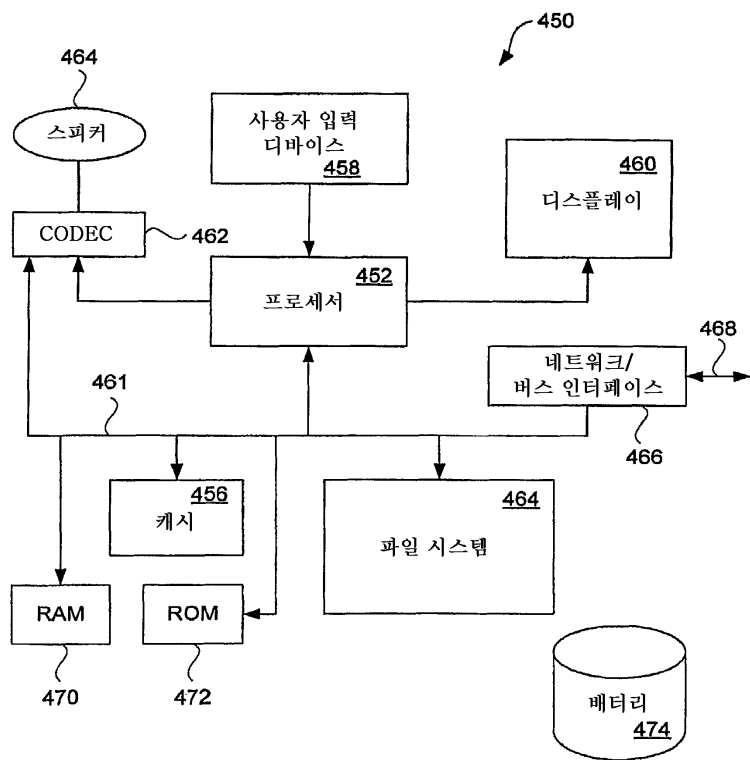 450
464
스피커
사용자 입력
디바이스
458
460
디스플레이
CODEC
462
452
프로세서
468
네트워크/
버스 인터페이스
466
461
456
캐시
464
파일 시스템
RAM
470
ROM
472
배터리
474